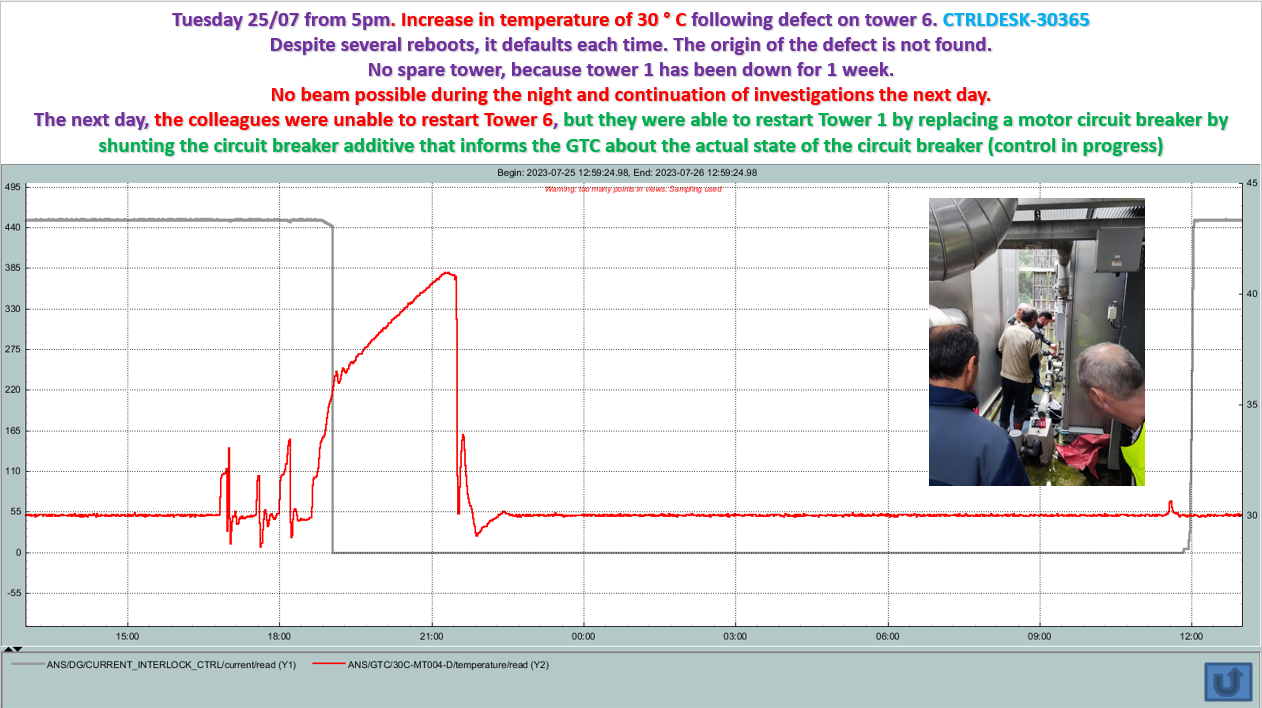 Tuesday 25/07 from 5pm. Increase in temperature of 30 ° C following defect on tower 6. CTRLDESK-30365
Despite several reboots, it defaults each time. The origin of the defect is not found.
No spare tower, because tower 1 has been down for 1 week.
No beam possible during the night and continuation of investigations the next day.
The next day, the colleagues were unable to restart Tower 6, but they were able to restart Tower 1 by replacing a motor circuit breaker by
shunting the circuit breaker additive that informs the GTC about the actual state of the circuit breaker (control in progress)
Begin: 2023-07-25 12:59:24.98, End: 2023-07-26 12:59:24.98
Warning: too many points in views: Sampling used
495
440
385
330
275
220
165
110
55
0
-55
45
40
35
30
15:00 18:00 21:00 00:00 03:00 06:00 09:00 12:00
ANS/DG/CURRENT_INTERLOCK_CTRL/current/read (Y1) ANS/GTC/30C-MT004-D/temperature/read (Y2)